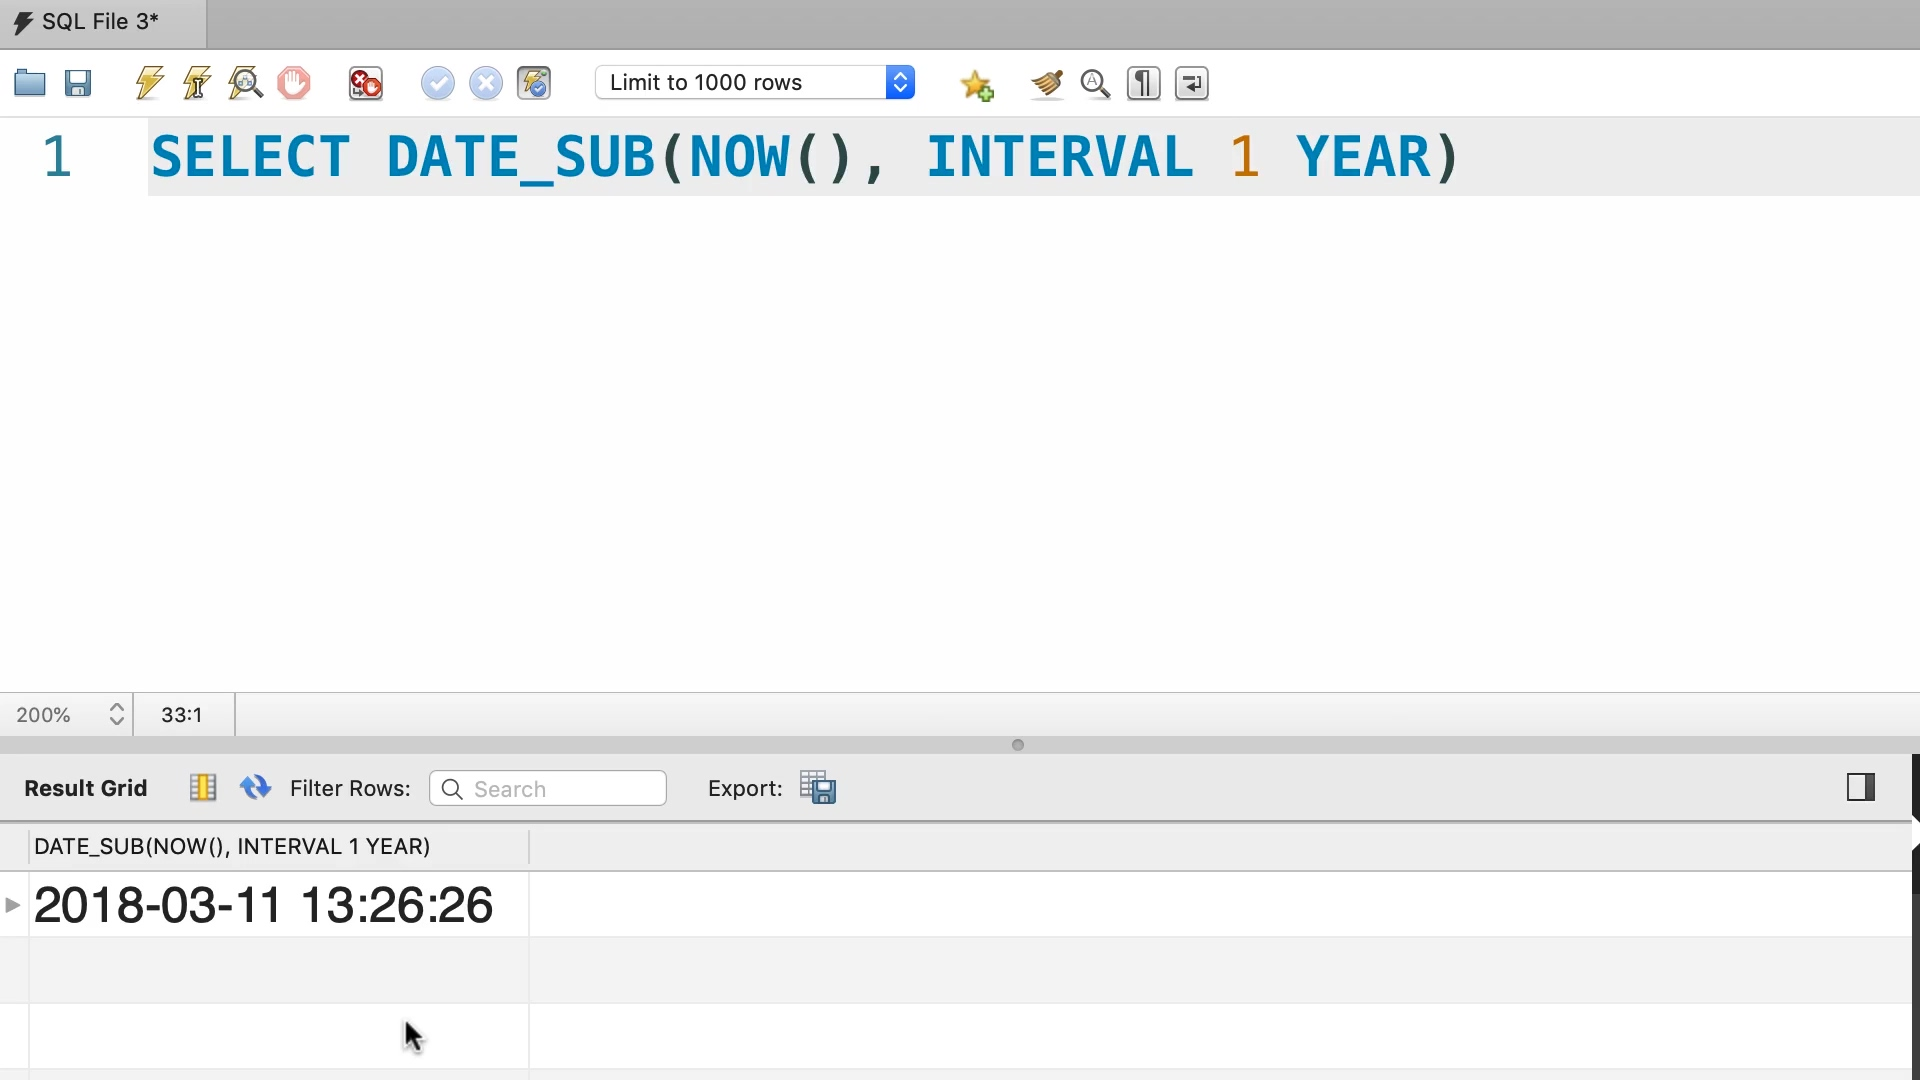 SQL File 3*
Limit to 1000 rows
1 SELECT DATE_SUB(NOW(), INTERVAL 1 YEAR)
200% 33:1
Result Grid Filter Rows: Search Export:
DATE_SUB(NOW(), INTERVAL 1 YEAR)
2018-03-11 13:26:26